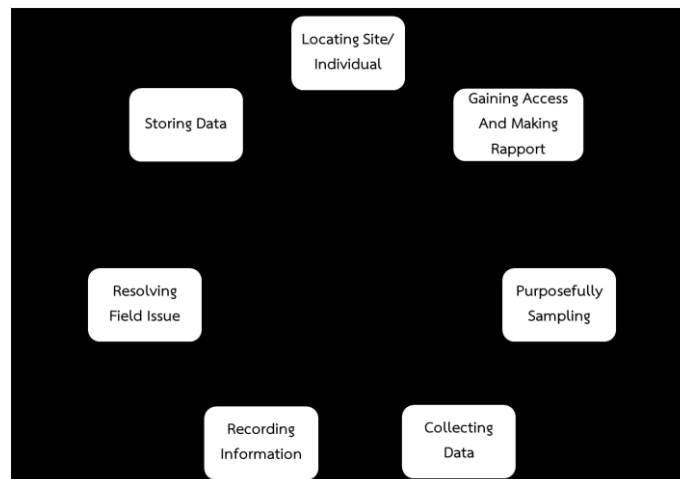 Locating Site/
Individual
Gaining Access
And Making
Rapport
Purposefully
Sampling
Collecting
Data
Recording
Information
Resolving
Field Issue
Storing Data